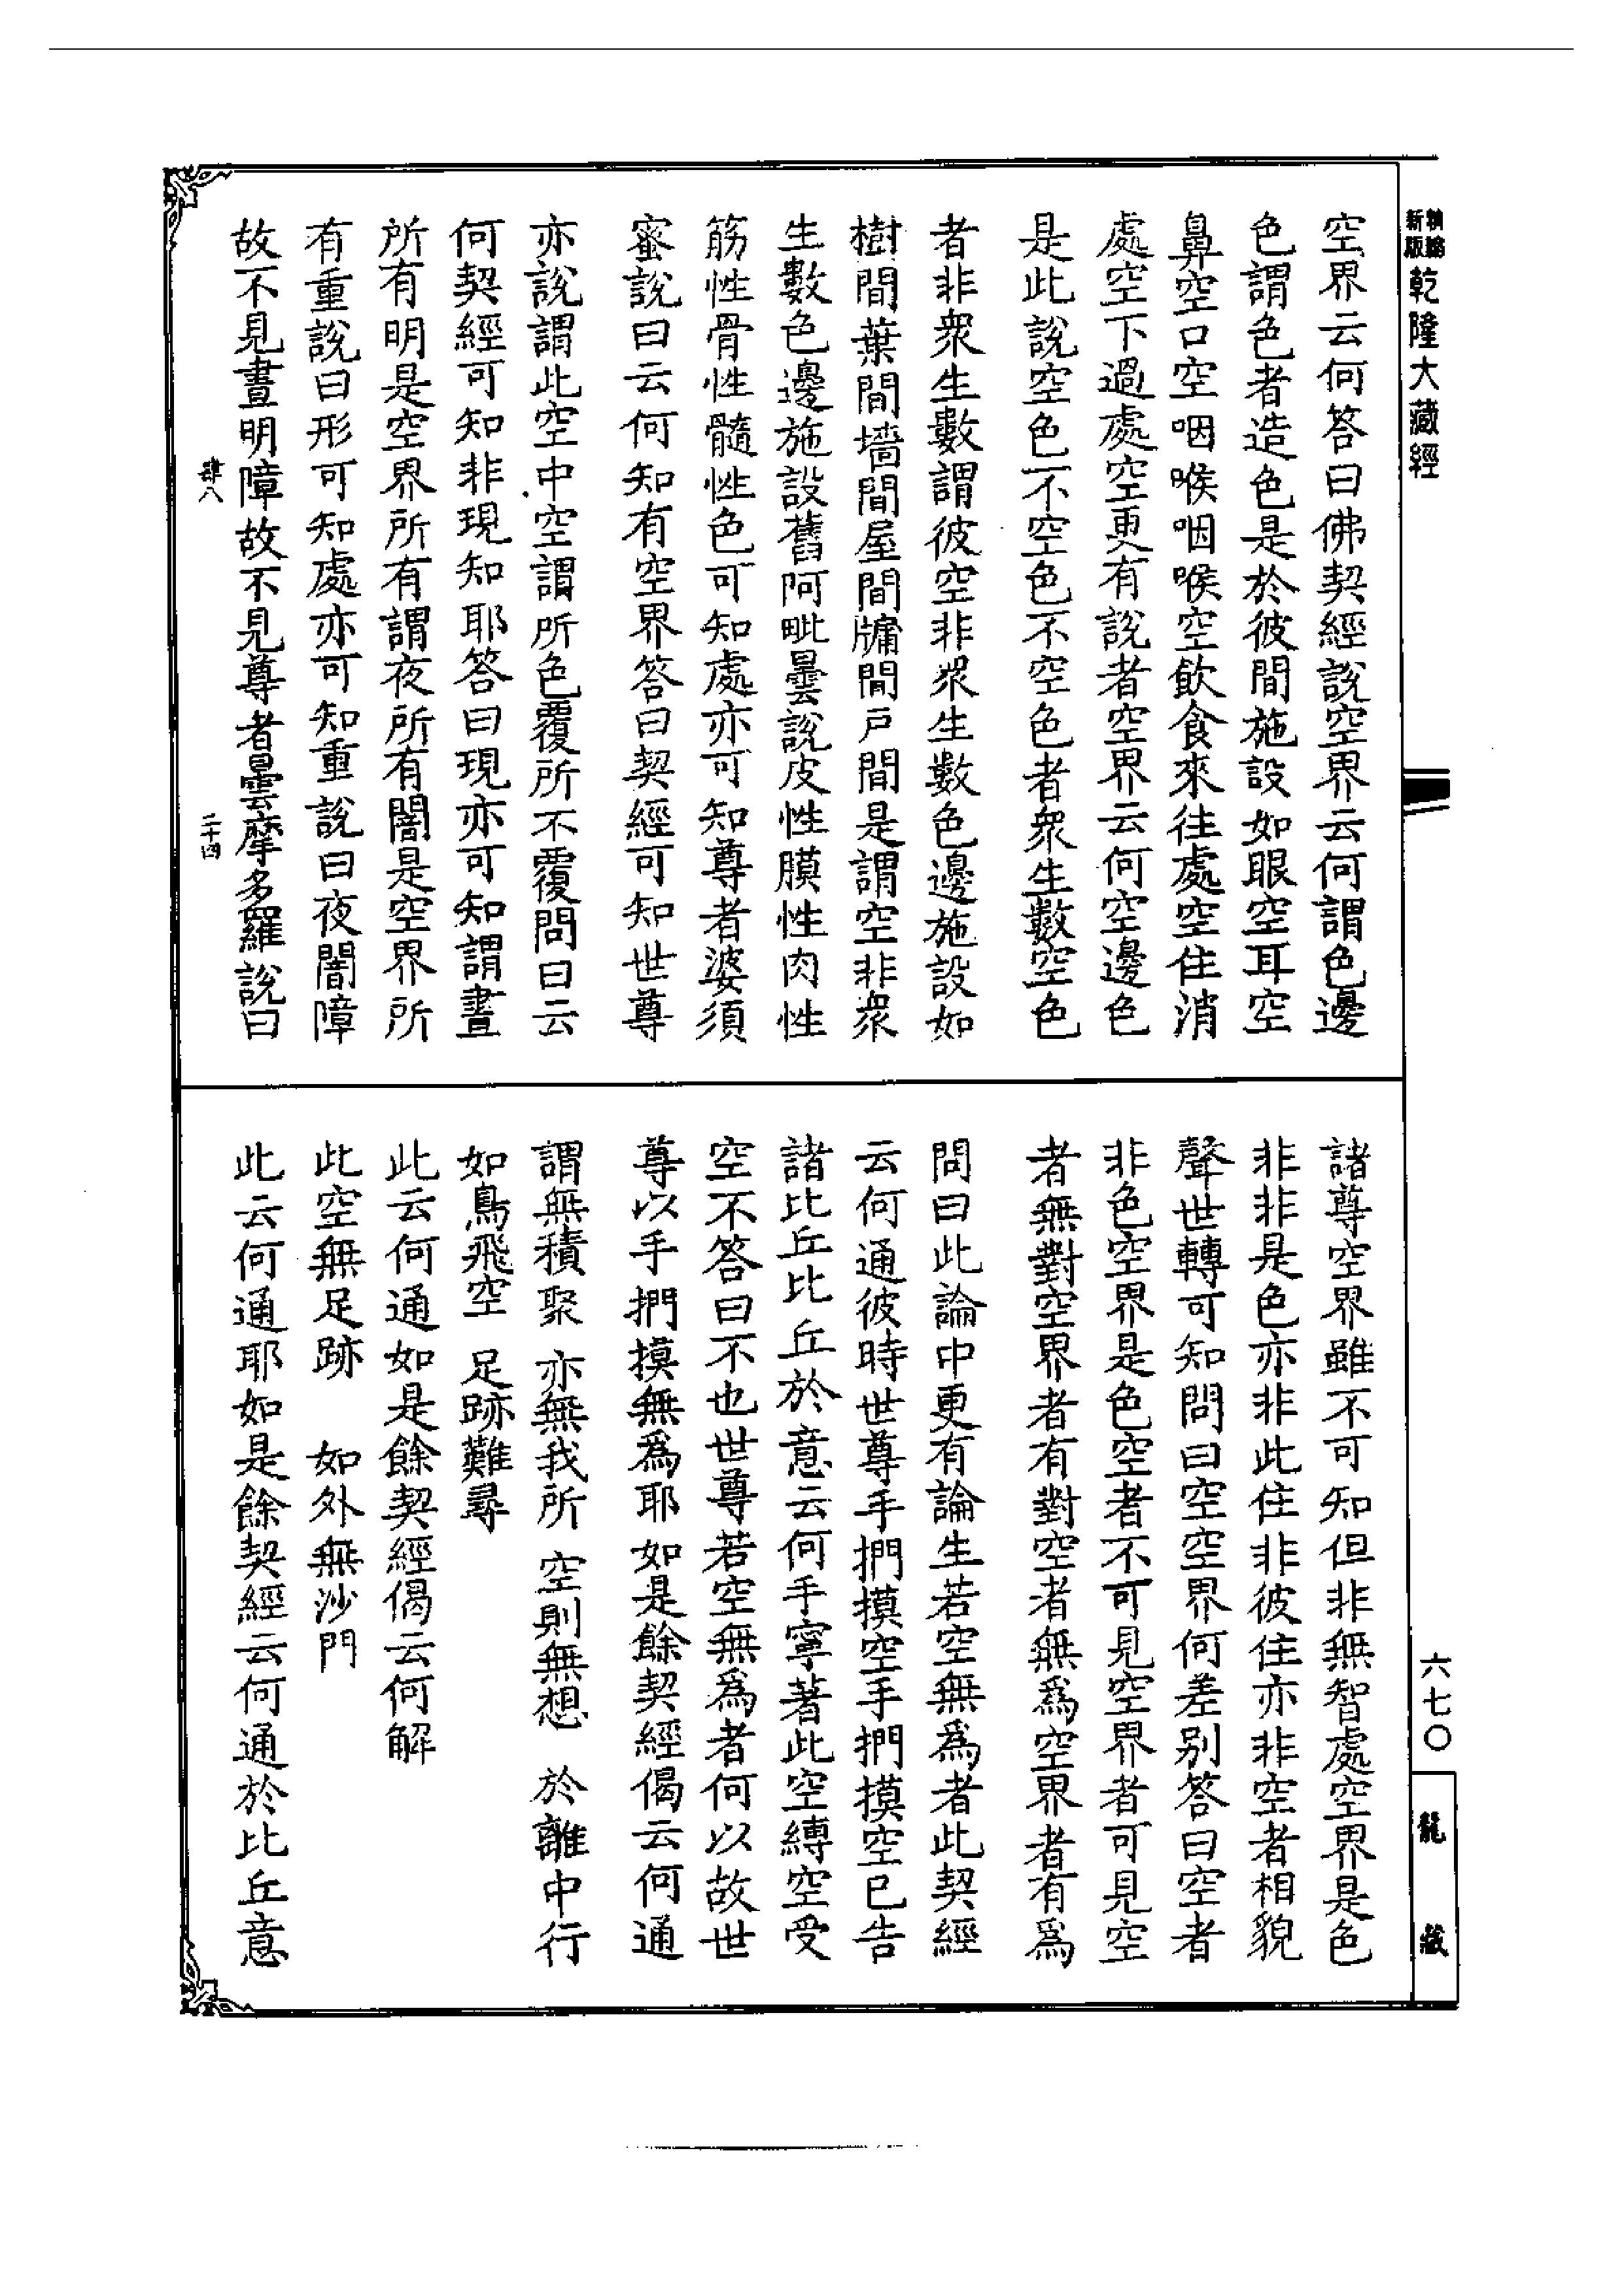 新版
乾隆大藏經
空界云何答曰佛契經說空界云何謂色邊
色謂色者造色是於彼間施設如眼空耳空
鼻空口空咽喉咽喉空飲食來往處空住消
處空下過處空更有說者空界云何空邊色
是此說空色不空色不空色者衆生數空色
者非衆生數謂彼空非衆生數色邊施設如
樹間葉間墻間屋間牗間戶間是謂空非衆
生數色邊施設舊阿毗曇說皮性膜性肉性
筋性骨性髓性色可知處亦可知尊者婆須
蜜說曰云何知有空界答曰契經可知世尊
亦說謂此空中空謂所色覆所不覆問曰云
何契經可知非現知耶答曰現亦可知謂晝
所有明是空界所有謂夜所有闇是空界所
有重說曰形可知處亦可知重說曰夜闇障
故不見晝明障故不見尊者曇摩多羅說曰
肆八
二十四
諸尊空界雖不可知但非無智處空界是色
非非是色亦非此住非彼住亦非空者相貌
聲世轉可知問曰空空界何差別答曰空者
非色空界是色空者不可見空界者可見空
者無對空界者有對空者無爲空界者有爲
問曰此論中更有論生若空無爲者此契經
云何通彼時世尊手捫摸空手捫摸空已告
諸比丘比丘於意云何手寧著此空縛空受
空不答曰不也世尊若空無爲者何以故世
尊以手捫摸無爲耶如是餘契經偈云何通
謂無積聚 亦無我所 空則無想 於離中行
如鳥飛空 足跡難尋
此云何通如是餘契經偈云何解
此空無足跡 如外無沙門
此云何通耶如是餘契經云何通於比丘意
六七〇
龍藏